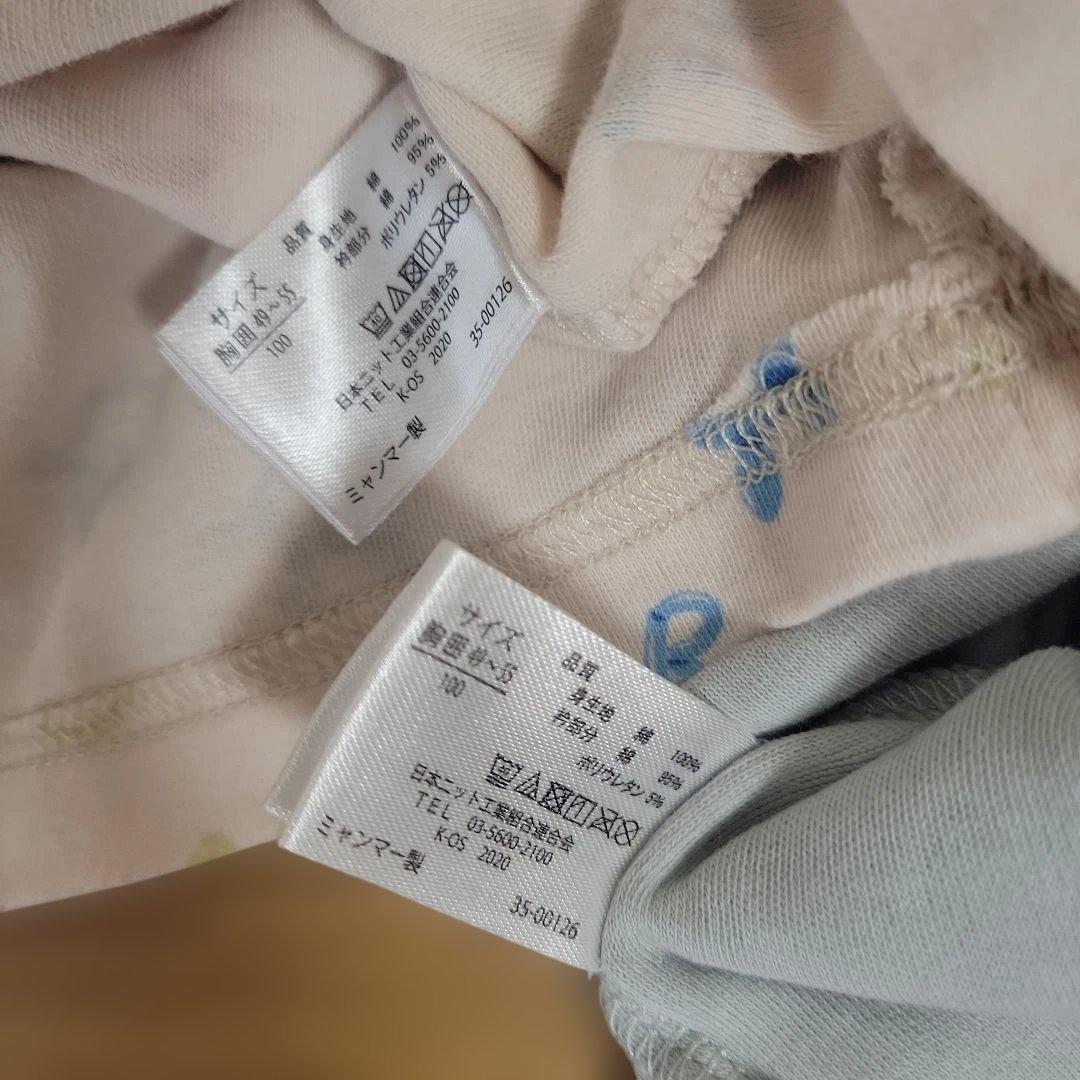 サイズ
胸囲 49～55
100
品質
身生地 綿 100%
衿部分 綿 95%
ポリウレタン 5%
日本ニット工業組合連合会
TEL 03-5600-2100
K-OS 2020
35-00126
ミャンマー製
サイズ
胸囲 49～55
100
品質
身生地 綿 100%
衿部分 綿 95%
ポリウレタン 5%
日本ニット工業組合連合会
TEL 03-5600-2100
K-OS 2020
35-00126
ミャンマー製
B